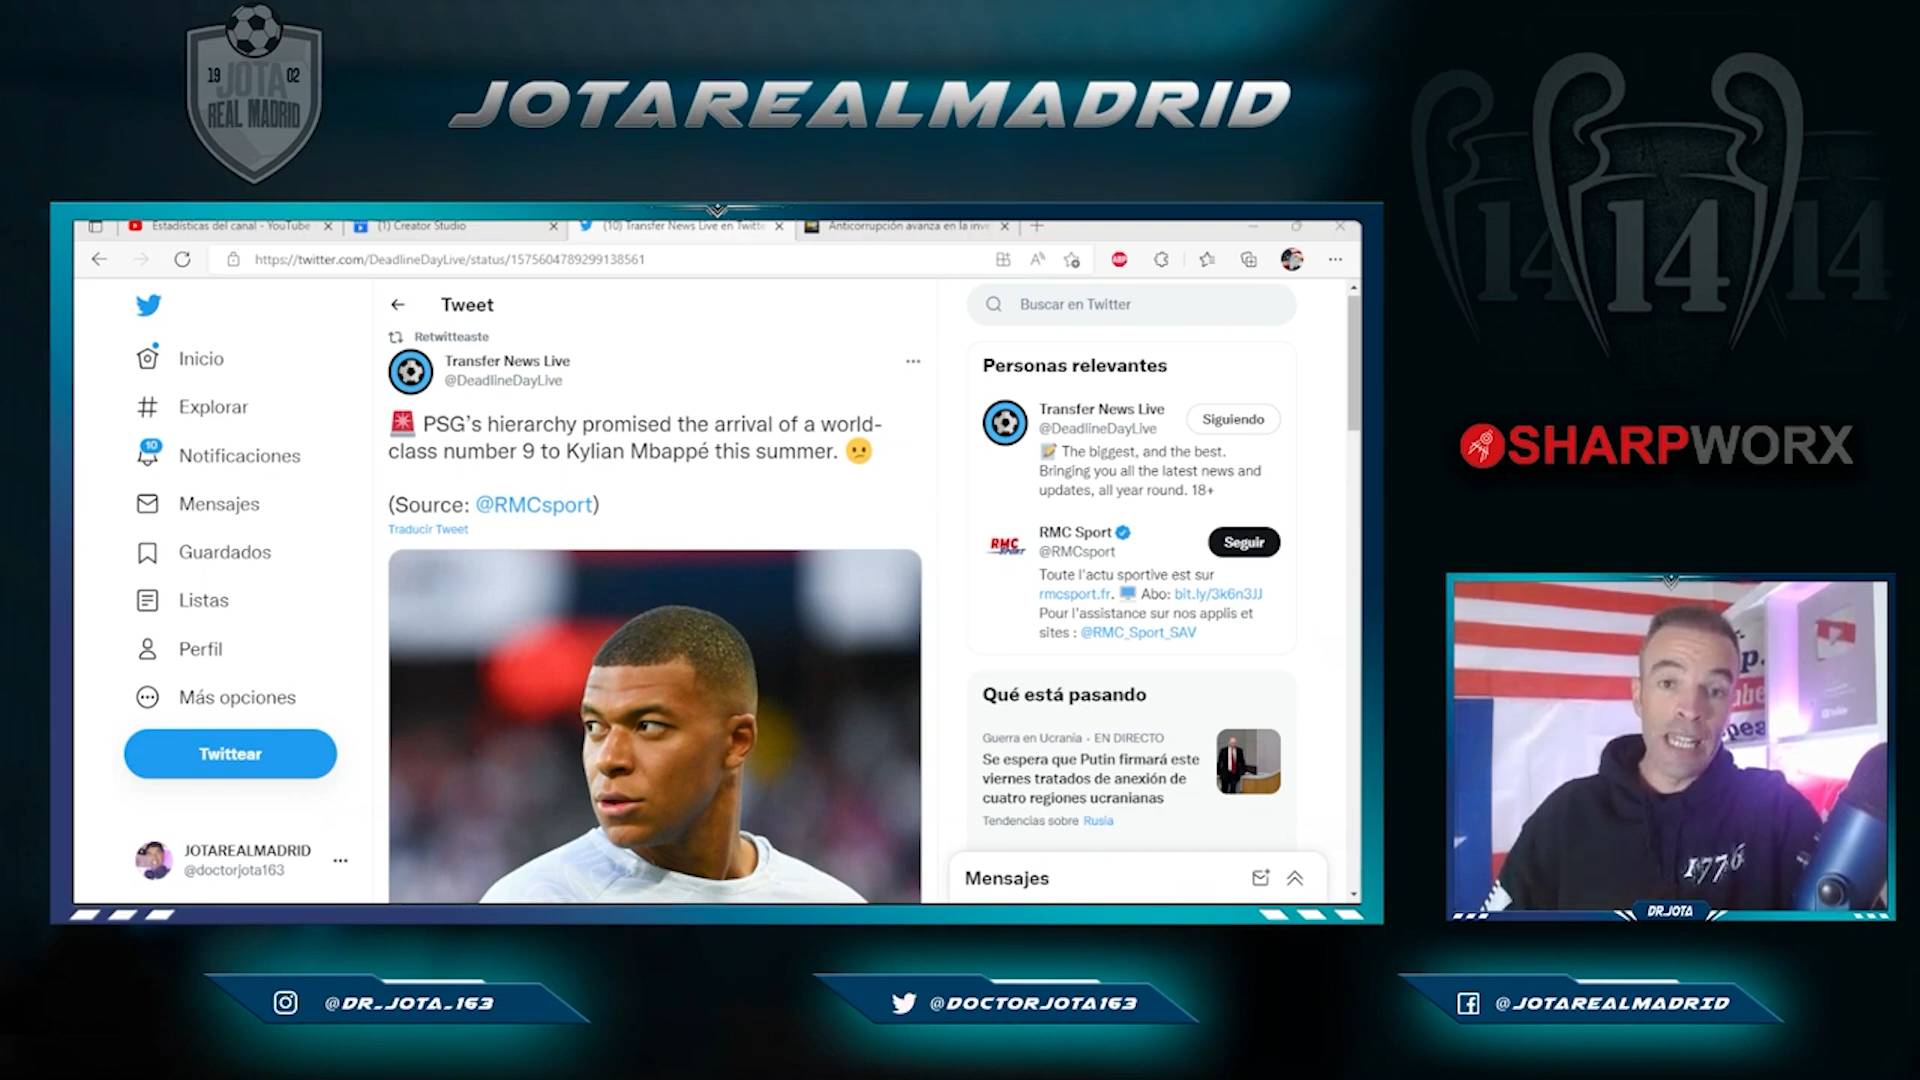 19 JOTA 02
REAL MADRID
JOTAREALMADRID
14 14 14
Estadísticas del canal - YouTube
(1) Creator Studio
(10) Transfer News Live en Twitte
Anticorrupción avanza en la inve
https://twitter.com/DeadlineDayLive/status/1575604789299138561
ABP
Inicio
Explorar
10
Notificaciones
Mensajes
Guardados
Listas
Perfil
Más opciones
Twittear
JOTAREALMADRID
@doctorjota163
Tweet
Retwitteaste
Transfer News Live
@DeadlineDayLive
🚨 PSG’s hierarchy promised the arrival of a world-
class number 9 to Kylian Mbappé this summer. 😕
(Source: @RMCsport)
Traducir Tweet
Buscar en Twitter
Personas relevantes
Transfer News Live
@DeadlineDayLive
Siguiendo
📝 The biggest, and the best.
Bringing you all the latest news and
updates, all year round. 18+
RMC SPORT
RMC Sport
@RMCsport
Seguir
Toute l'actu sportive est sur
rmcsport.fr. 🖥️ Abo: bit.ly/3k6n3JJ
Pour l'assistance sur nos applis et
sites : @RMC_Sport_SAV
Qué está pasando
Guerra en Ucrania · EN DIRECTO
Se espera que Putin firmará este
viernes tratados de anexión de
cuatro regiones ucranianas
Tendencias sobre Rusia
Mensajes
SHARPWORX
1776
DR.JOTA
@DR_JOTA_163
@DOCTORJOTA163
@JOTAREALMADRID